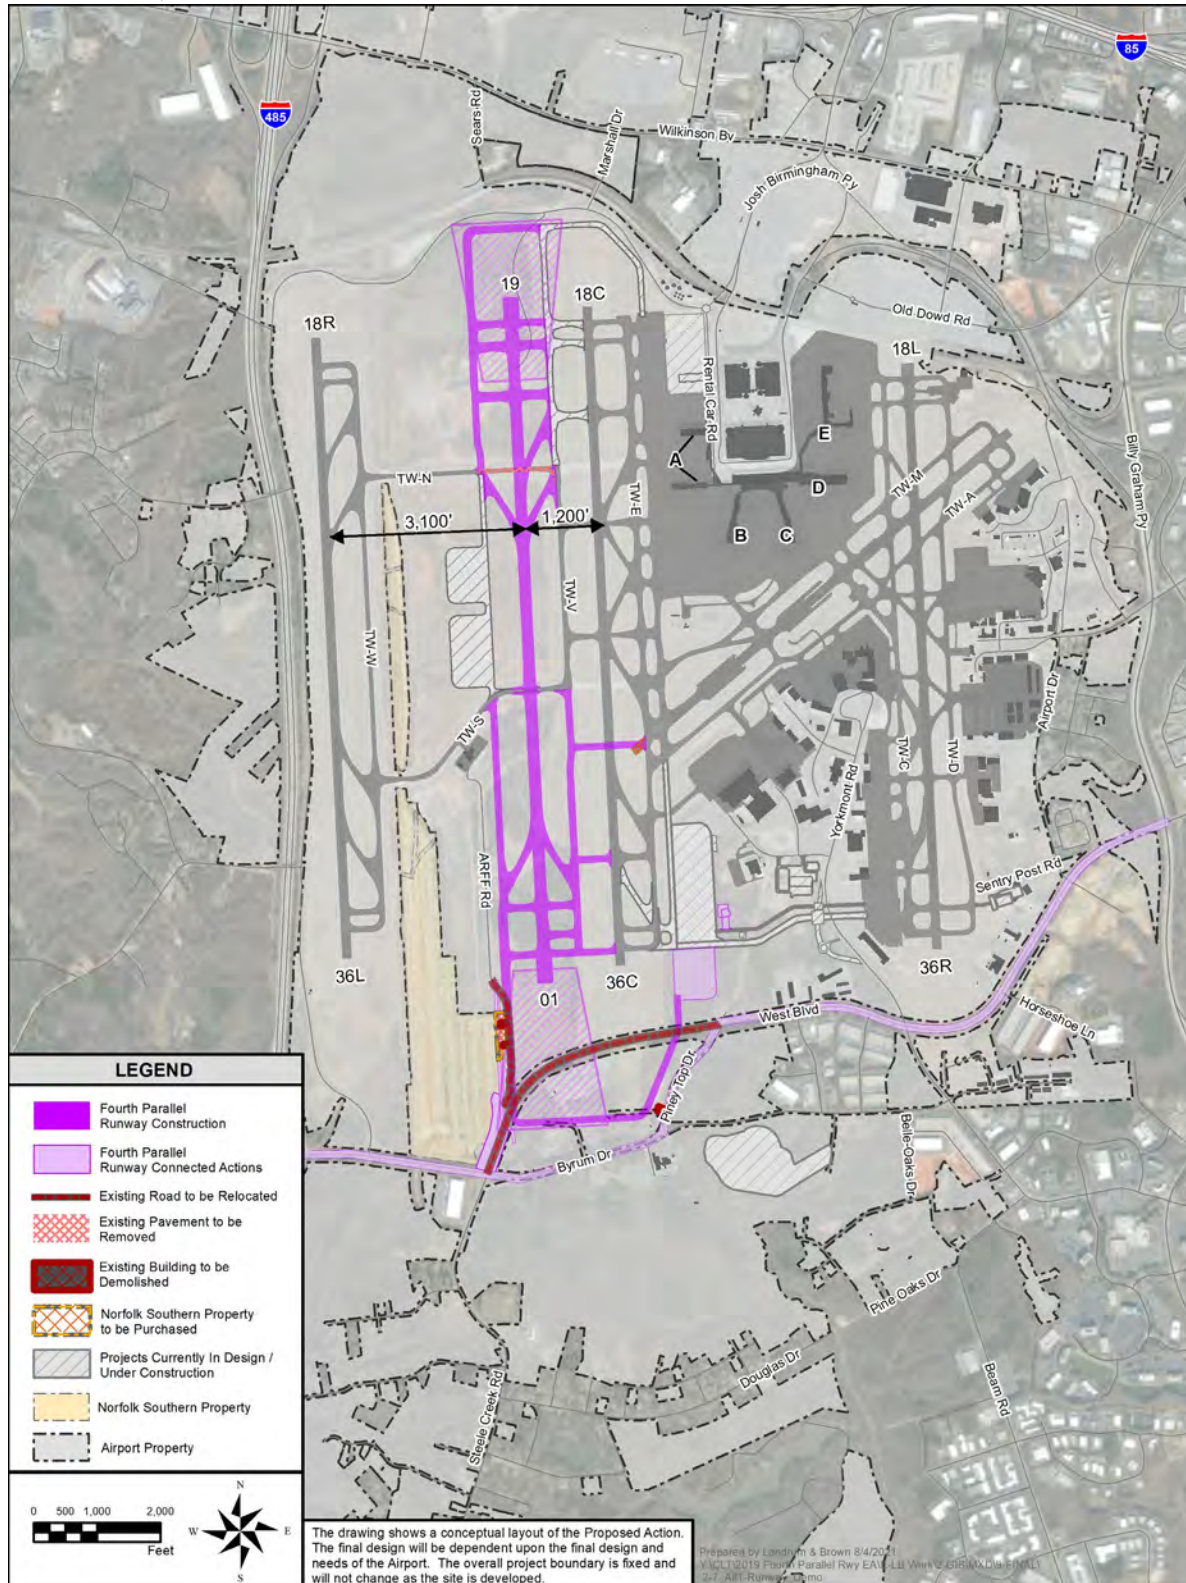 85
485
Sears Rd
Marshall Dr
Wilkinson Bv
Josh Birmingham Py
Old Dowd Rd
19
18C
18R
18L
Rental Car Rd
Billy Graham Py
E
A
TW-N
TW-E
D
TW-M
TW-A
3,100'
1,200'
B
C
TW-V
TW-W
TW-S
Airport Dr
TW-C
TW-D
Yorkmont Rd
ARFF Rd
Sentry Post Rd
36L
01
36C
36R
West Blvd
Horseshoe Ln
Piney Top Dr
Byrum Dr
Belle Oaks Dr
Pine Oaks Dr
Douglas Dr
Beam Rd
Steele Creek Rd
LEGEND
Fourth Parallel
Runway Construction
Fourth Parallel
Runway Connected Actions
Existing Road to be Relocated
Existing Pavement to be
Removed
Existing Building to be
Demolished
Norfolk Southern Property
to be Purchased
Projects Currently In Design /
Under Construction
Norfolk Southern Property
Airport Property
0 500 1,000 2,000
Feet
N
W E
S
The drawing shows a conceptual layout of the Proposed Action.
The final design will be dependent upon the final design and
needs of the Airport. The overall project boundary is fixed and
will not change as the site is developed.
Prepared by Landrum & Brown 8/4/2021